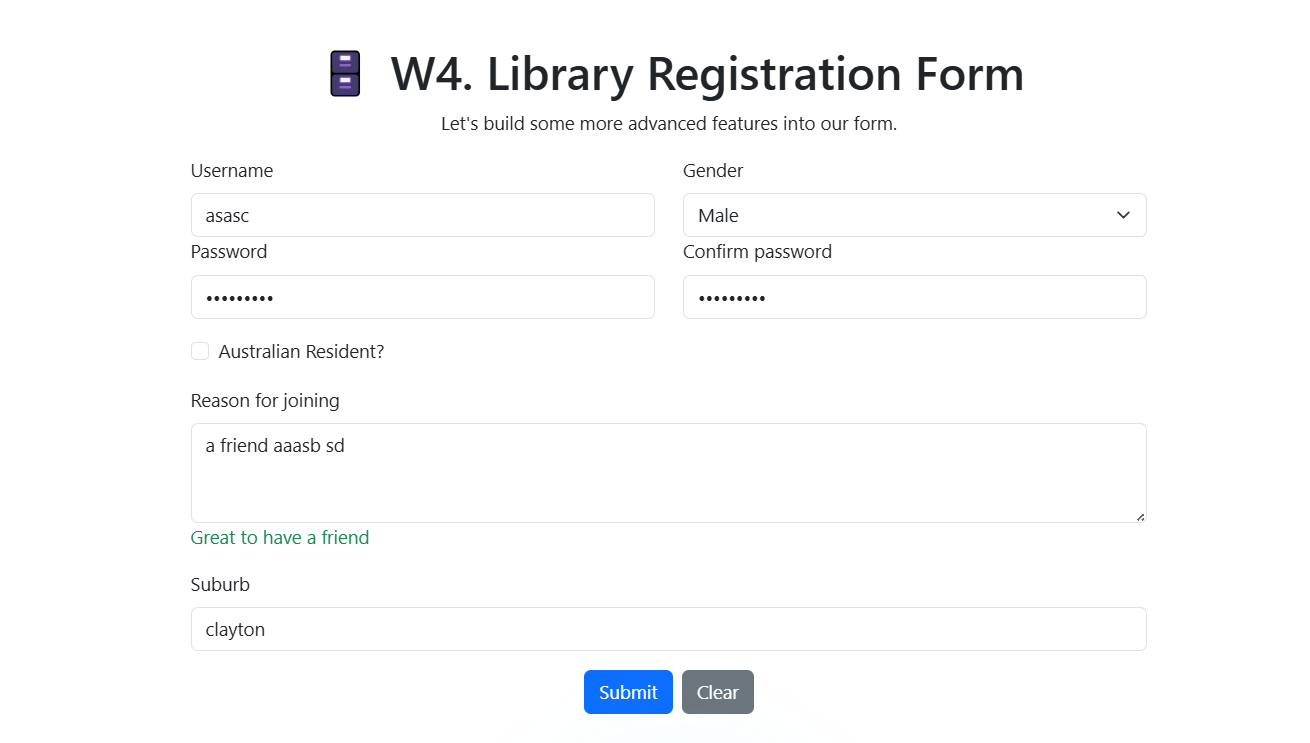 W4. Library Registration Form
Let's build some more advanced features into our form.
Username Gender
asasc Male
Password Confirm password
••••••••• •••••••••
Australian Resident?
Reason for joining
a friend aaasb sd
Great to have a friend
Suburb
clayton
Submit Clear